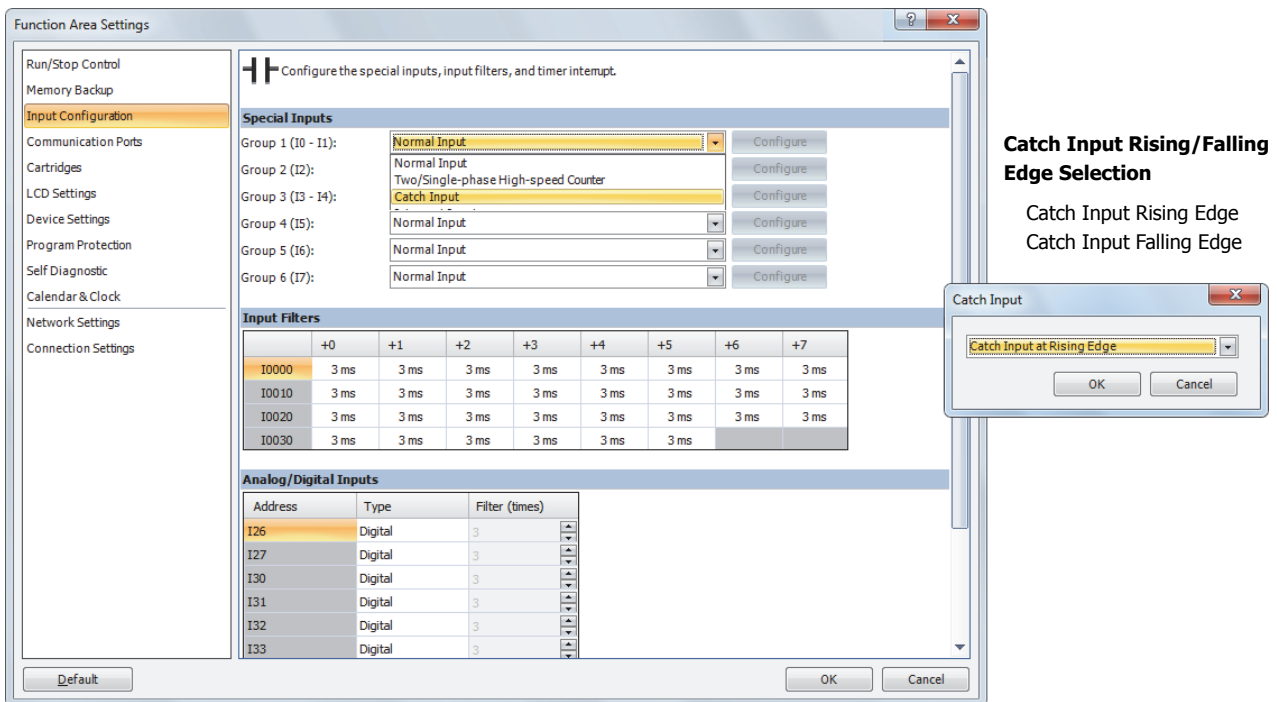 Function Area Settings
Run/Stop Control
Memory Backup
Input Configuration
Communication Ports
Cartridges
LCD Settings
Device Settings
Program Protection
Self Diagnostic
Calendar & Clock
Network Settings
Connection Settings
Configure the special inputs, input filters, and timer interrupt.
Special Inputs
Group 1 (I0 - I1): Normal Input Configure
Normal Input
Group 2 (I2): Configure
Two/Single-phase High-speed Counter
Group 3 (I3 - I4): Catch Input Configure
Group 4 (I5): Normal Input Configure
Group 5 (I6): Normal Input Configure
Group 6 (I7): Normal Input Configure
Input Filters
+0 +1 +2 +3 +4 +5 +6 +7
I0000 3 ms 3 ms 3 ms 3 ms 3 ms 3 ms 3 ms 3 ms
I0010 3 ms 3 ms 3 ms 3 ms 3 ms 3 ms 3 ms 3 ms
I0020 3 ms 3 ms 3 ms 3 ms 3 ms 3 ms 3 ms 3 ms
I0030 3 ms 3 ms 3 ms 3 ms 3 ms 3 ms
Analog/Digital Inputs
Address Type Filter (times)
I26 Digital 3
I27 Digital 3
I30 Digital 3
I31 Digital 3
I32 Digital 3
I33 Digital 3
Default OK Cancel
Catch Input Rising/Falling
Edge Selection
Catch Input Rising Edge
Catch Input Falling Edge
Catch Input
Catch Input at Rising Edge
OK Cancel